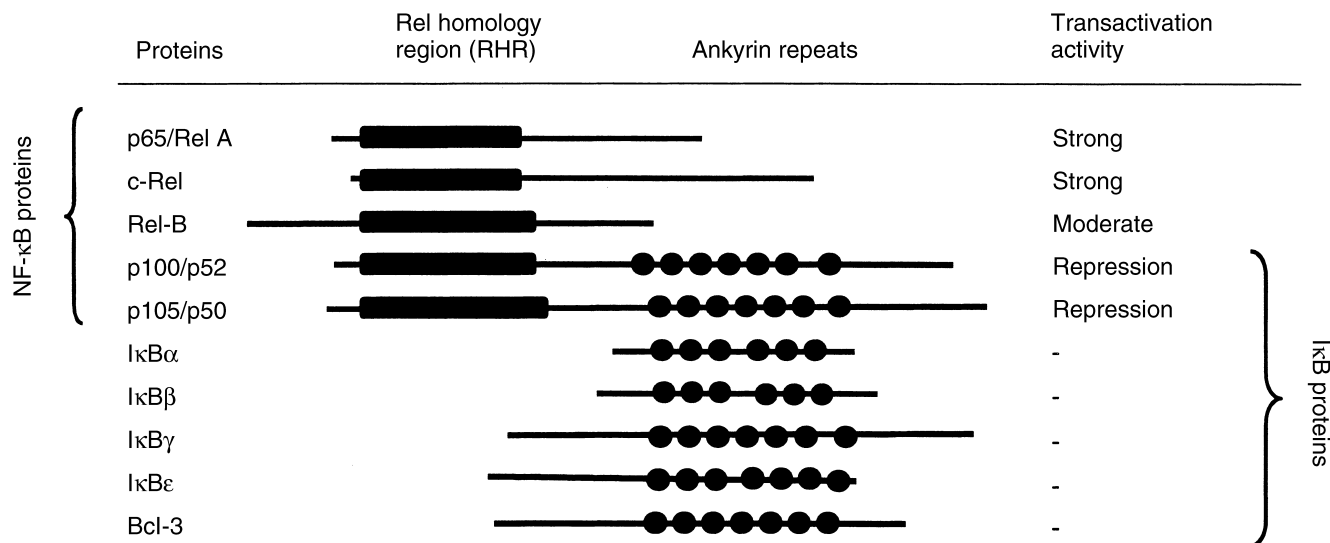 Proteins
Rel homology
region (RHR)
Ankyrin repeats
Transactivation
activity
NF-κB proteins
p65/Rel A
Strong
c-Rel
Strong
Rel-B
Moderate
p100/p52
Repression
p105/p50
Repression
IκBα
-
IκBβ
-
IκBγ
-
IκBε
-
Bcl-3
-
IκB proteins